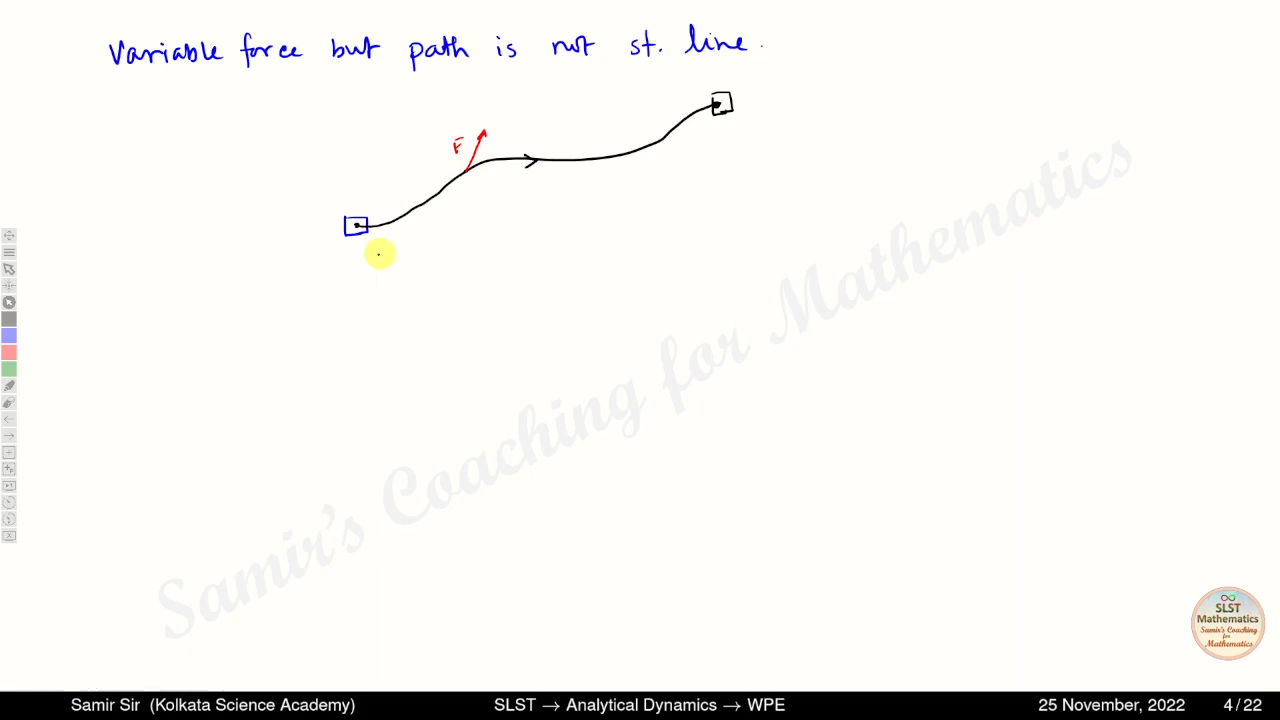 Variable force but path is not st. line.
F
Samir's Coaching for Mathematics
SLST
Mathematics
Samir's Coaching
for
Mathematics
Samir Sir (Kolkata Science Academy) SLST → Analytical Dynamics → WPE 25 November, 2022 4/22